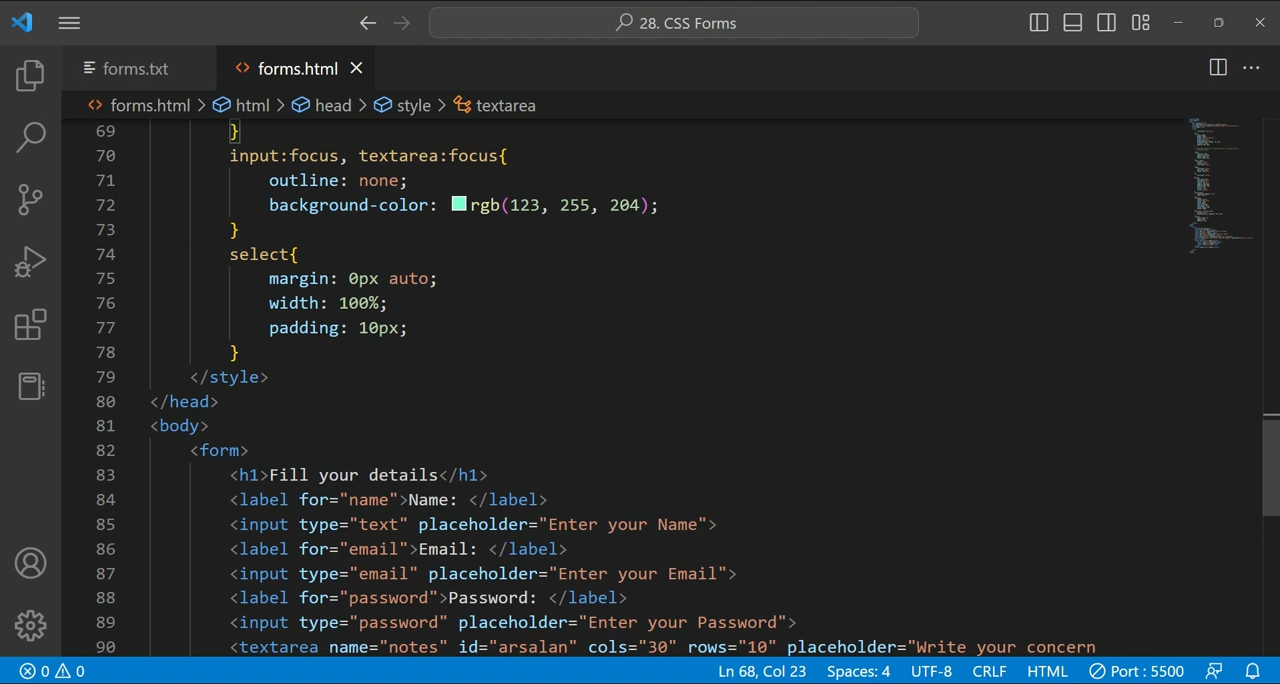 28. CSS Forms
forms.txt
forms.html
forms.html > html > head > style > textarea
69 }
70 input:focus, textarea:focus{
71 outline: none;
72 background-color: rgb(123, 255, 204);
73 }
74 select{
75 margin: 0px auto;
76 width: 100%;
77 padding: 10px;
78 }
79 </style>
80 </head>
81 <body>
82 <form>
83 <h1>Fill your details</h1>
84 <label for="name">Name: </label>
85 <input type="text" placeholder="Enter your Name">
86 <label for="email">Email: </label>
87 <input type="email" placeholder="Enter your Email">
88 <label for="password">Password: </label>
89 <input type="password" placeholder="Enter your Password">
90 <textarea name="notes" id="arsalan" cols="30" rows="10" placeholder="Write your concern
0 0 Ln 68, Col 23 Spaces: 4 UTF-8 CRLF HTML Port : 5500